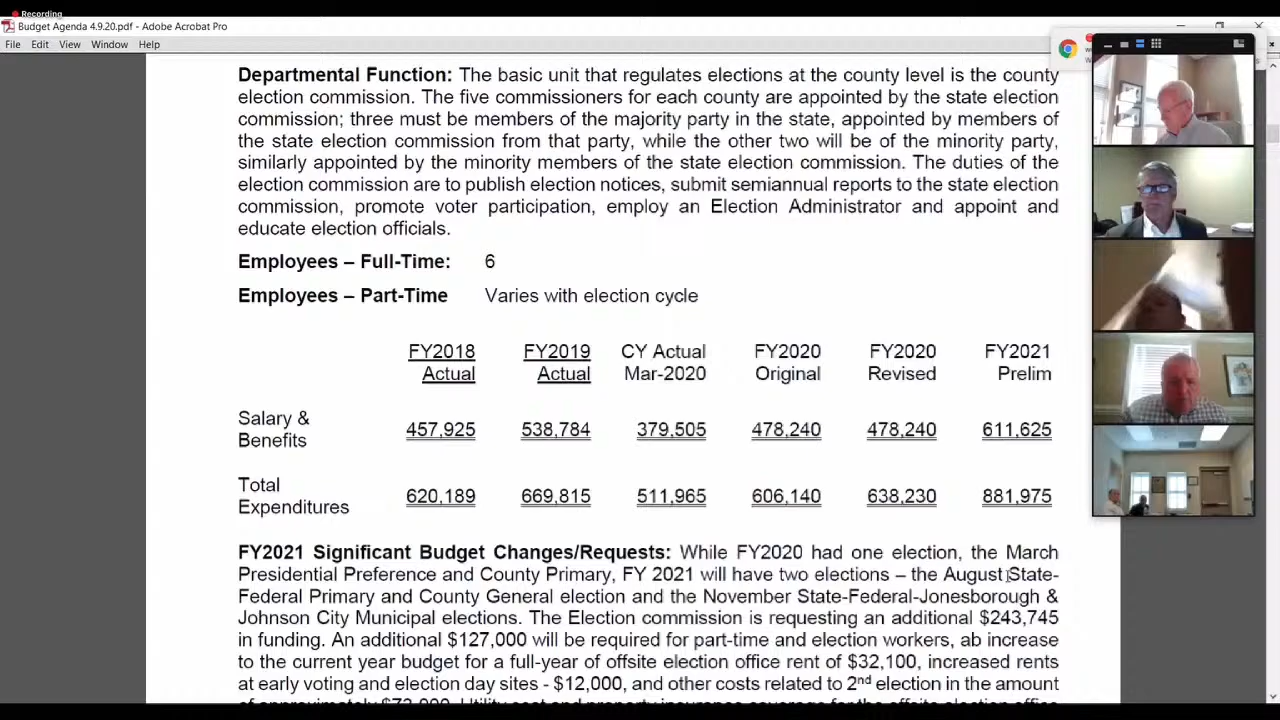 Recording
Budget Agenda 4.9.20.pdf - Adobe Acrobat Pro
File Edit View Window Help
Departmental Function: The basic unit that regulates elections at the county level is the county
election commission. The five commissioners for each county are appointed by the state election
commission; three must be members of the majority party in the state, appointed by members of
the state election commission from that party, while the other two will be of the minority party,
similarly appointed by the minority members of the state election commission. The duties of the
election commission are to publish election notices, submit semiannual reports to the state election
commission, promote voter participation, employ an Election Administrator and appoint and
educate election officials.
Employees – Full-Time: 6
Employees – Part-Time Varies with election cycle
FY2018 FY2019 CY Actual FY2020 FY2020 FY2021
Actual Actual Mar-2020 Original Revised Prelim
Salary &
Benefits 457,925 538,784 379,505 478,240 478,240 611,625
Total
Expenditures 620,189 669,815 511,965 606,140 638,230 881,975
FY2021 Significant Budget Changes/Requests: While FY2020 had one election, the March
Presidential Preference and County Primary, FY 2021 will have two elections – the August State-
Federal Primary and County General election and the November State-Federal-Jonesborough &
Johnson City Municipal elections. The Election commission is requesting an additional $243,745
in funding. An additional $127,000 will be required for part-time and election workers, ab increase
to the current year budget for a full-year of offsite election office rent of $32,100, increased rents
at early voting and election day sites - $12,000, and other costs related to 2nd election in the amount